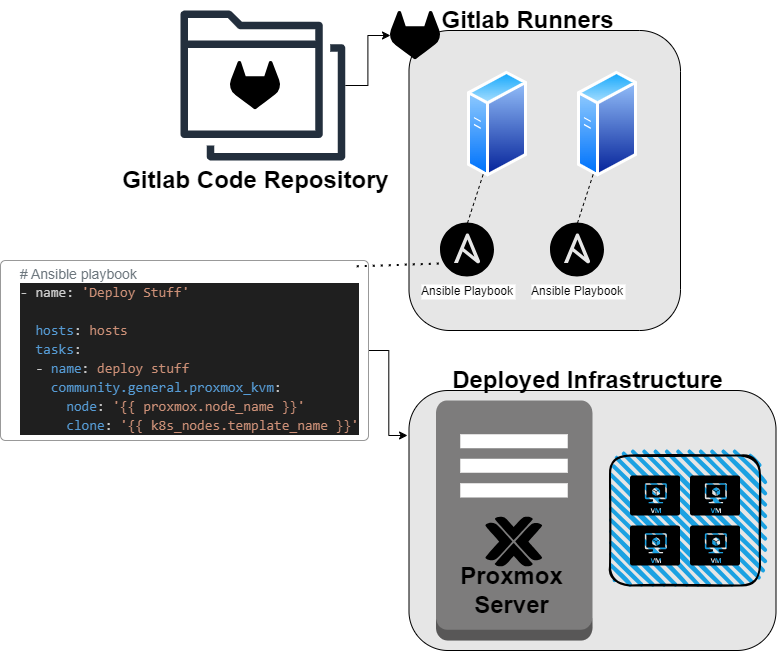 Gitlab Runners
Gitlab Code Repository
Ansible Playbook
Ansible Playbook
# Ansible playbook
- name: 'Deploy Stuff'
hosts: hosts
tasks:
- name: deploy stuff
community.general.proxmox_kvm:
node: '{{ proxmox.node_name }}'
clone: '{{ k8s_nodes.template_name }}'
Deployed Infrastructure
VM
VM
VM
VM
Proxmox
Server